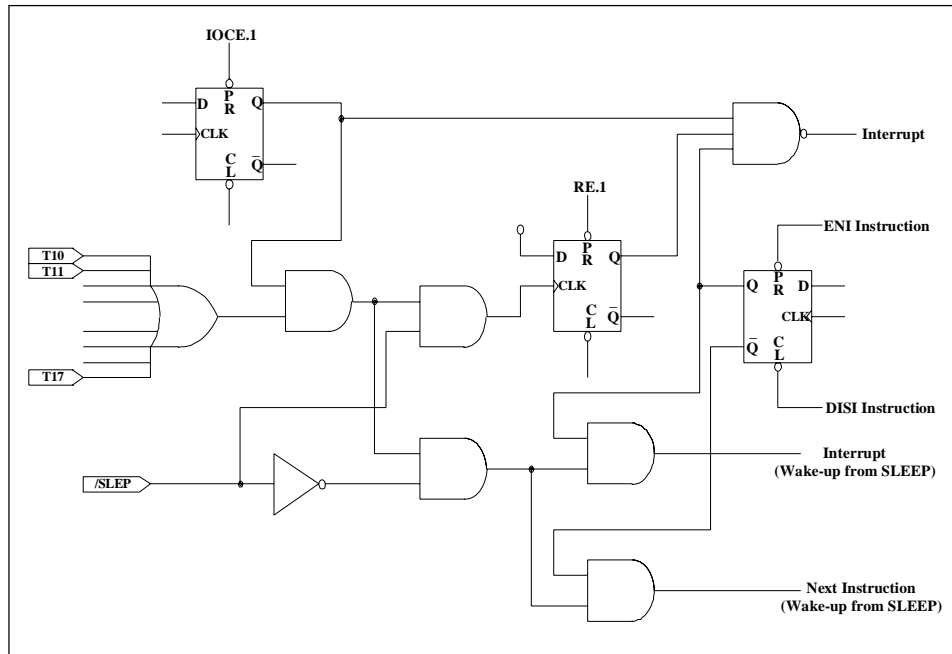 IOCE.1
D
P
R
Q
CLK
C
L
Q̅
Interrupt
RE.1
ENI Instruction
T10
T11
D
P
R
Q
CLK
C
L
Q̅
Q
P
R
D
CLK
Q̅
C
L
T17
DISI Instruction
Interrupt
(Wake-up from SLEEP)
/SLEP
Next Instruction
(Wake-up from SLEEP)